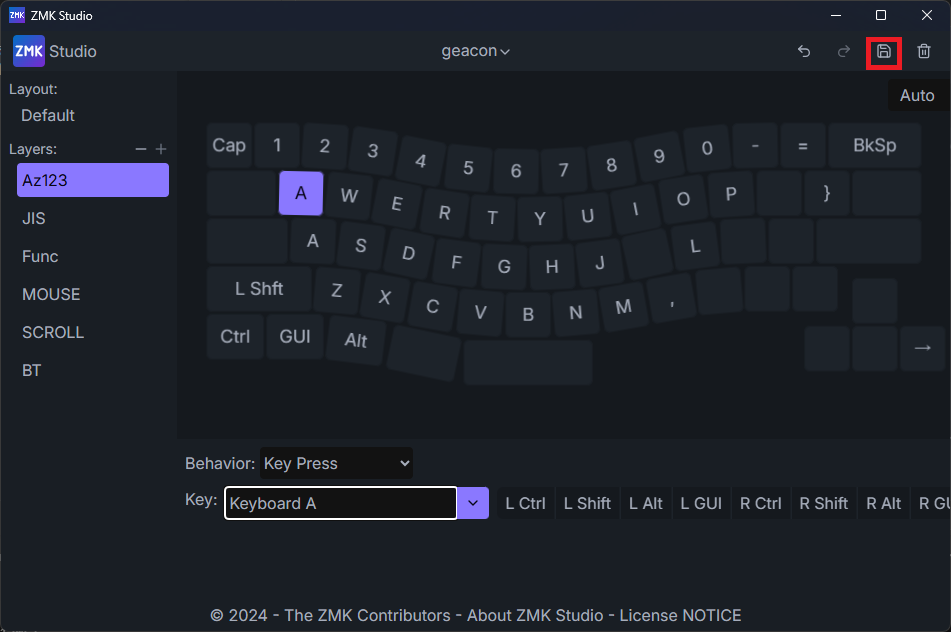 ZMK ZMK Studio
ZMK Studio
geacon
Layout:
Default
Layers:
Az123
JIS
Func
MOUSE
SCROLL
BT
Auto
Cap 1 2 3 4 5 6 7 8 9 0 - = BkSp
A W E R T Y U I O P }
A S D F G H J L
L Shft Z X C V B N M ,
Ctrl GUI Alt →
Behavior: Key Press
Key: Keyboard A L Ctrl L Shift L Alt L GUI R Ctrl R Shift R Alt R GU
© 2024 - The ZMK Contributors - About ZMK Studio - License NOTICE